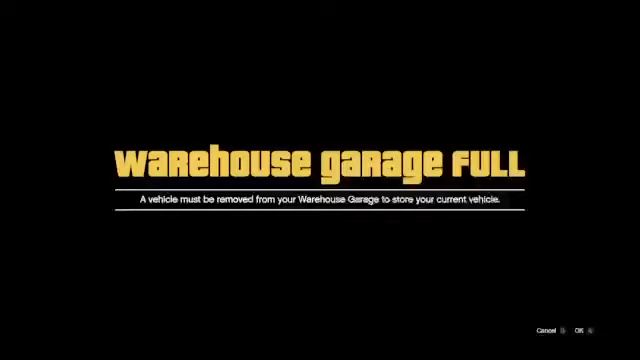 WAREHOUSE GARAGE FULL
A vehicle must be removed from your Warehouse Garage to store your current vehicle.
Cancel OK